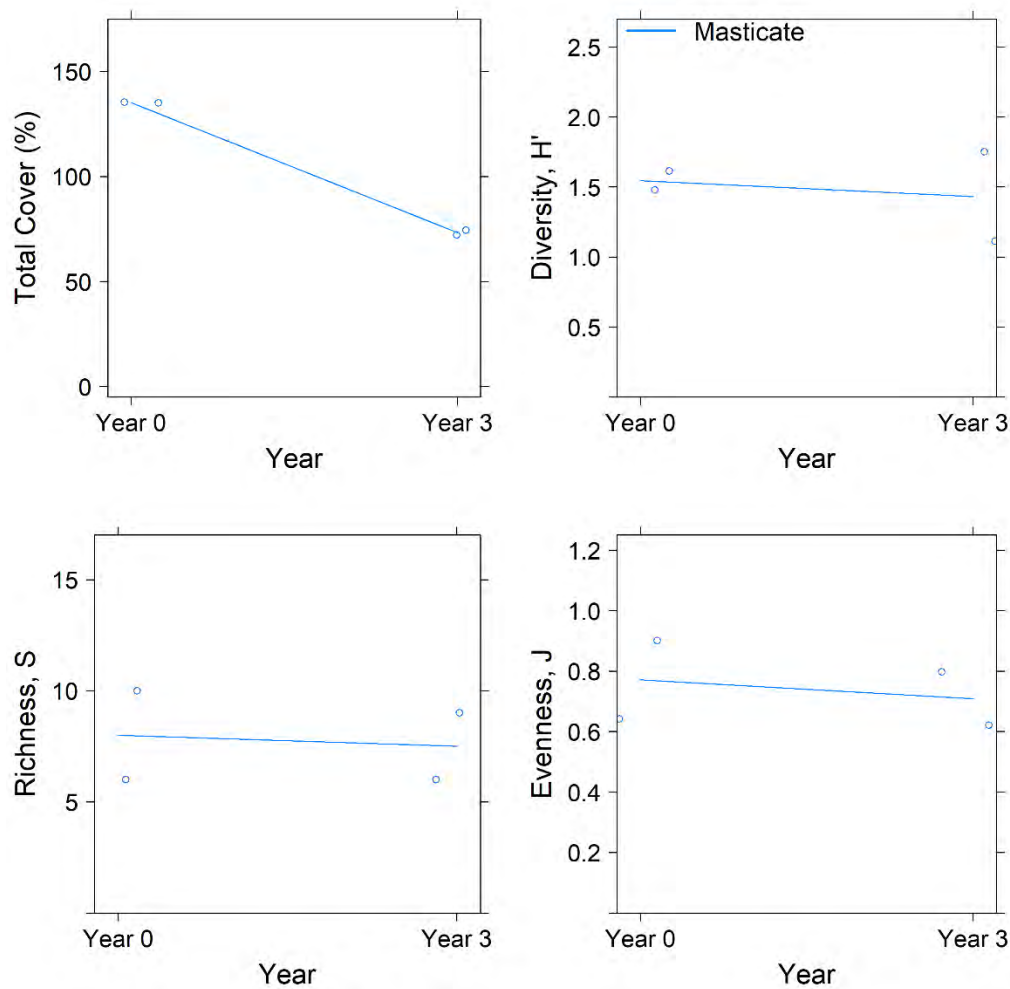 Total Cover (%)
150
100
50
0
Year 0
Year 3
Year
Masticate
Diversity, H'
2.5
2.0
1.5
1.0
0.5
Year 0
Year 3
Year
Richness, S
15
10
5
Year 0
Year 3
Year
Evenness, J
1.2
1.0
0.8
0.6
0.4
0.2
Year 0
Year 3
Year